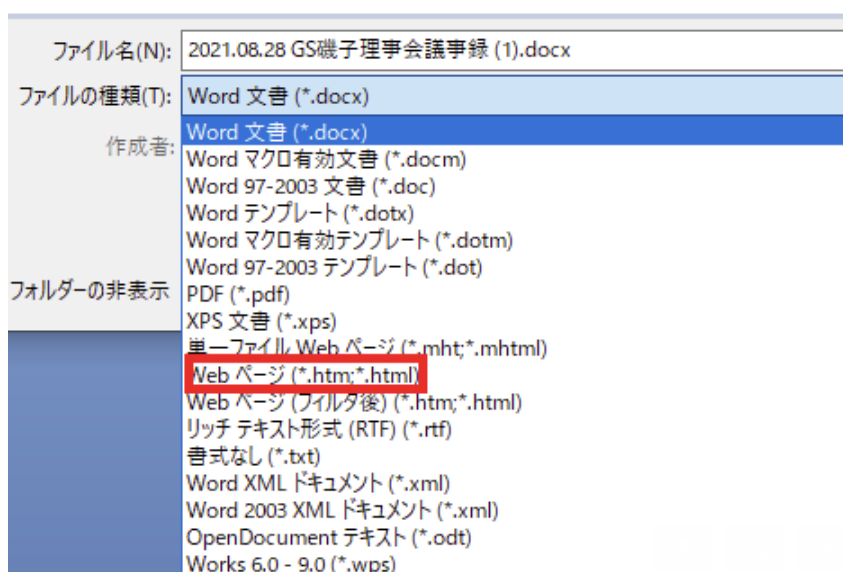 ファイル名(N): 2021.08.28 GS磯子理事会議事録 (1).docx
ファイルの種類(T): Word 文書 (*.docx)
Word 文書 (*.docx)
作成者:
Word マクロ有効文書 (*.docm)
Word 97-2003 文書 (*.doc)
Word テンプレート (*.dotx)
Word マクロ有効テンプレート (*.dotm)
Word 97-2003 テンプレート (*.dot)
フォルダーの非表示
PDF (*.pdf)
XPS 文書 (*.xps)
単一ファイル Web ページ (*.mht;*.mhtml)
Web ページ (*.htm;*.html)
Web ページ (フィルタ後) (*.htm;*.html)
リッチ テキスト形式 (RTF) (*.rtf)
書式なし (*.txt)
Word XML ドキュメント (*.xml)
Word 2003 XML ドキュメント (*.xml)
OpenDocument テキスト (*.odt)
Works 6.0 - 9.0 (*.wps)